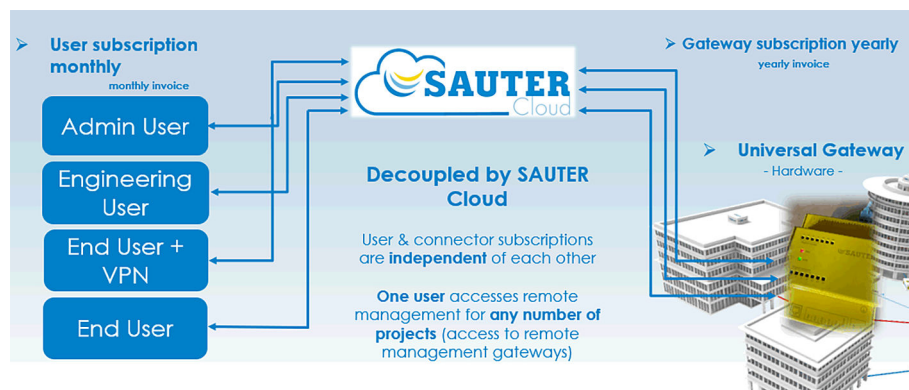 User subscription
monthly
monthly invoice
Admin User
Engineering
User
End User +
VPN
End User
SAUTER
Cloud
Decoupled by SAUTER
Cloud
User & connector subscriptions
are independent of each other
One user accesses remote
management for any number of
projects (access to remote
management gateways)
Gateway subscription yearly
yearly invoice
Universal Gateway
- Hardware -
SAUTER